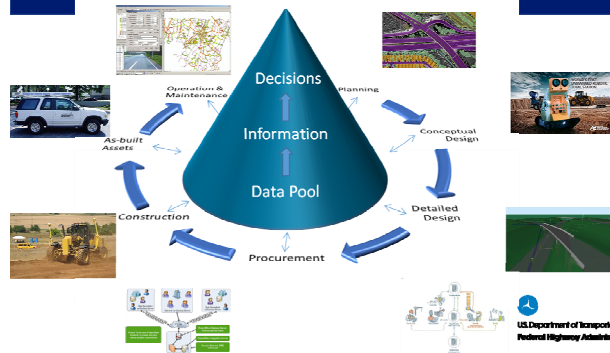 Decisions
Operation &
Maintenance
Planning
Information
As-built
Assets
Conceptual
Design
Data Pool
Construction
Detailed
Design
Procurement
U.S. Department of Transpor
Federal Highway Admin